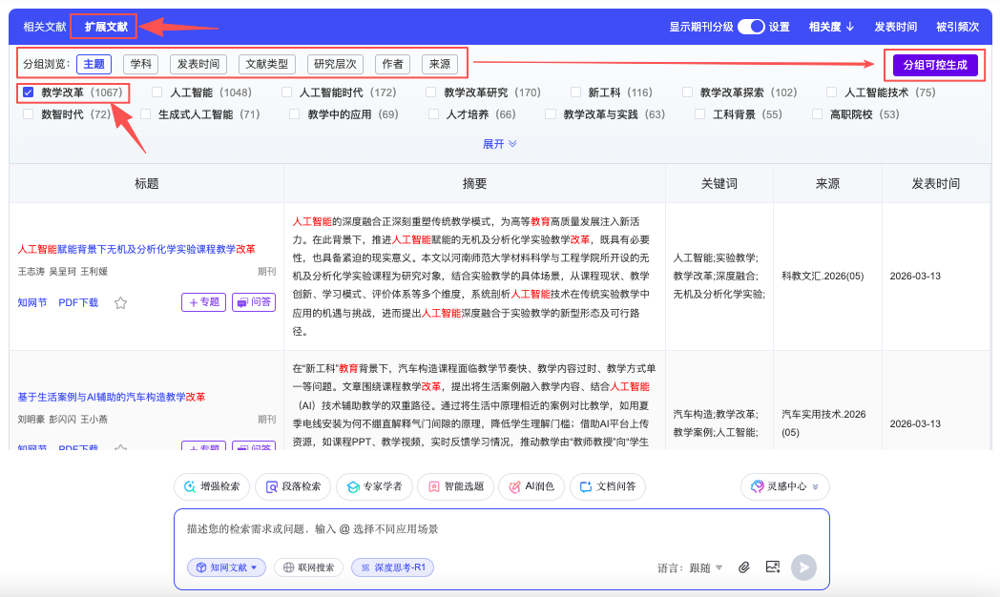 相关文献 扩展文献 显示期刊分级 设置 相关度 ↓ 发表时间 被引频次
分组浏览: 主题 学科 发表时间 文献类型 研究层次 作者 来源 分组可控生成
教学改革 (1067) 人工智能 (1048) 人工智能时代 (172) 教学改革研究 (170) 新工科 (116) 教学改革探索 (102) 人工智能技术 (75)
数智时代 (72) 生成式人工智能 (71) 教学中的应用 (69) 人才培养 (66) 教学改革与实践 (63) 工科背景 (55) 高职院校 (53)
展开
标题 摘要 关键词 来源 发表时间
人工智能赋能背景下无机及分析化学实验课程教学改革
王志涛 吴呈珂 王利媛 期刊
知网节 PDF下载 +专题 问答
人工智能的深度融合正深刻重塑传统教学模式，为高等教育高质量发展注入新活
力。在此背景下，推进人工智能赋能的无机及分析化学实验教学改革，既具有必要
性，也具备紧迫的现实意义。本文以河南师范大学材料科学与工程学院所开设的无
机及分析化学实验课程为研究对象，结合实验教学的具体场景，从课程现状、教学
创新、学习模式、评价体系等多个维度，系统剖析人工智能技术在传统实验教学中
应用的机遇与挑战，进而提出人工智能深度融合于实验教学的新型形态及可行路
径。
人工智能;实验教学;
教学改革;深度融合;
无机及分析化学实验;
科教文汇.2026(05)
2026-03-13
基于生活案例与AI辅助的汽车构造教学改革
刘明豪 彭闪闪 王小燕 期刊
知网节 PDF下载 +专题 问答
在“新工科”教育背景下，汽车构造课程面临教学节奏快、教学内容过时、教学方式单
一等问题。文章围绕课程教学改革，提出将生活案例融入教学内容、结合人工智能
（AI）技术辅助教学的双重路径。通过将生活中原理相近的案例对比教学，如用夏
季电线安装为何不绷直解释气门间隙的原理，降低学生理解门槛；借助AI平台上传
资源，如课程PPT、教学视频，实时反馈学习情况，推动教学由“教师教授”向“学生
汽车构造;教学改革;
教学案例;人工智能;
汽车实用技术.2026
(05)
2026-03-13
增强检索 段落检索 专家学者 智能选题 AI润色 文档问答 灵感中心
描述您的检索需求或问题，输入 @ 选择不同应用场景
知网文献 联网搜索 深度思考-R1 语言: 跟随